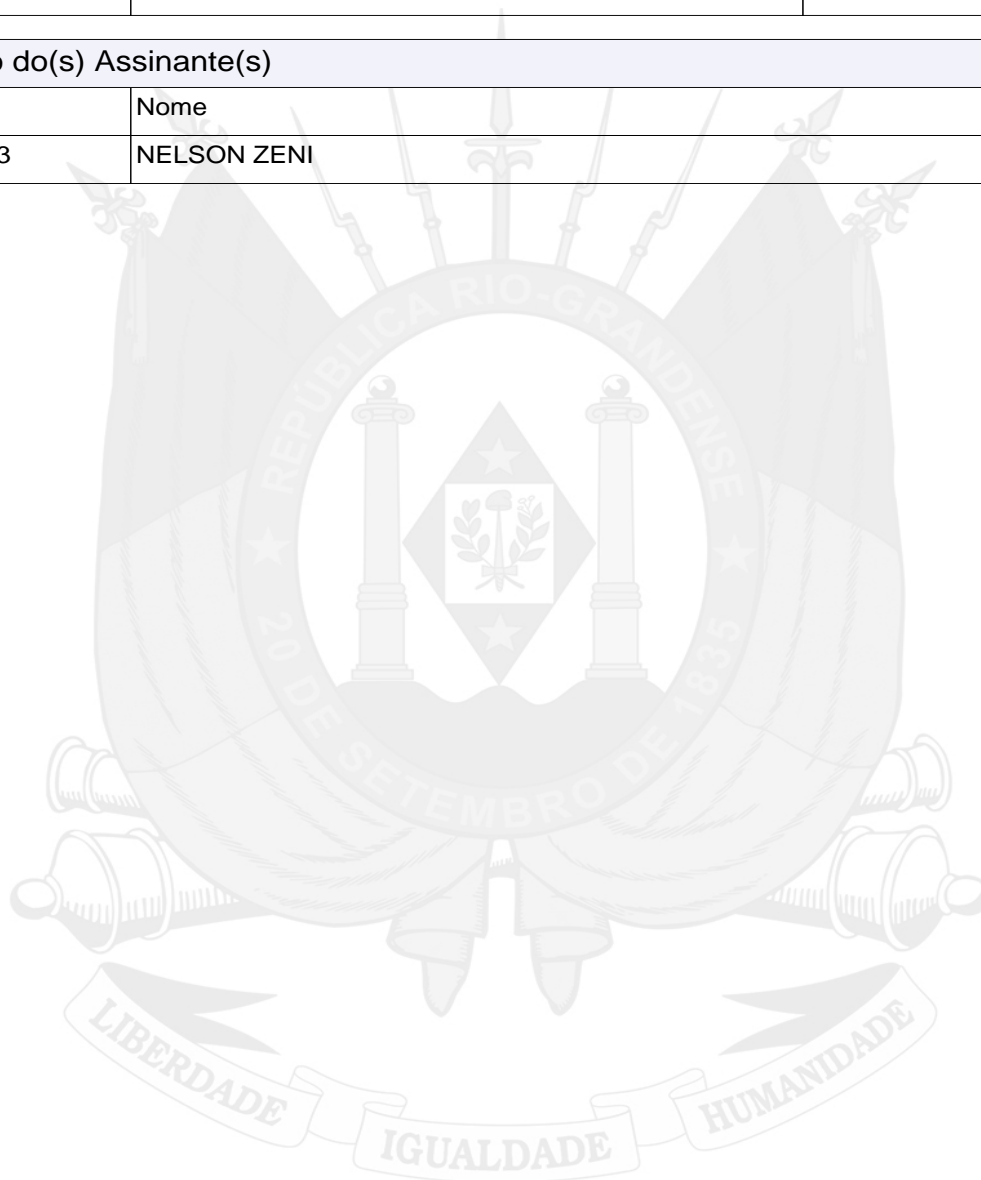 o do(s) Assinante(s)
Nome
3 NELSON ZENI
REPÚBLICA RIO-GRANDENSE
★ 20 DE SETEMBRO DE 1835 ★
LIBERDADE IGUALDADE HUMANIDADE